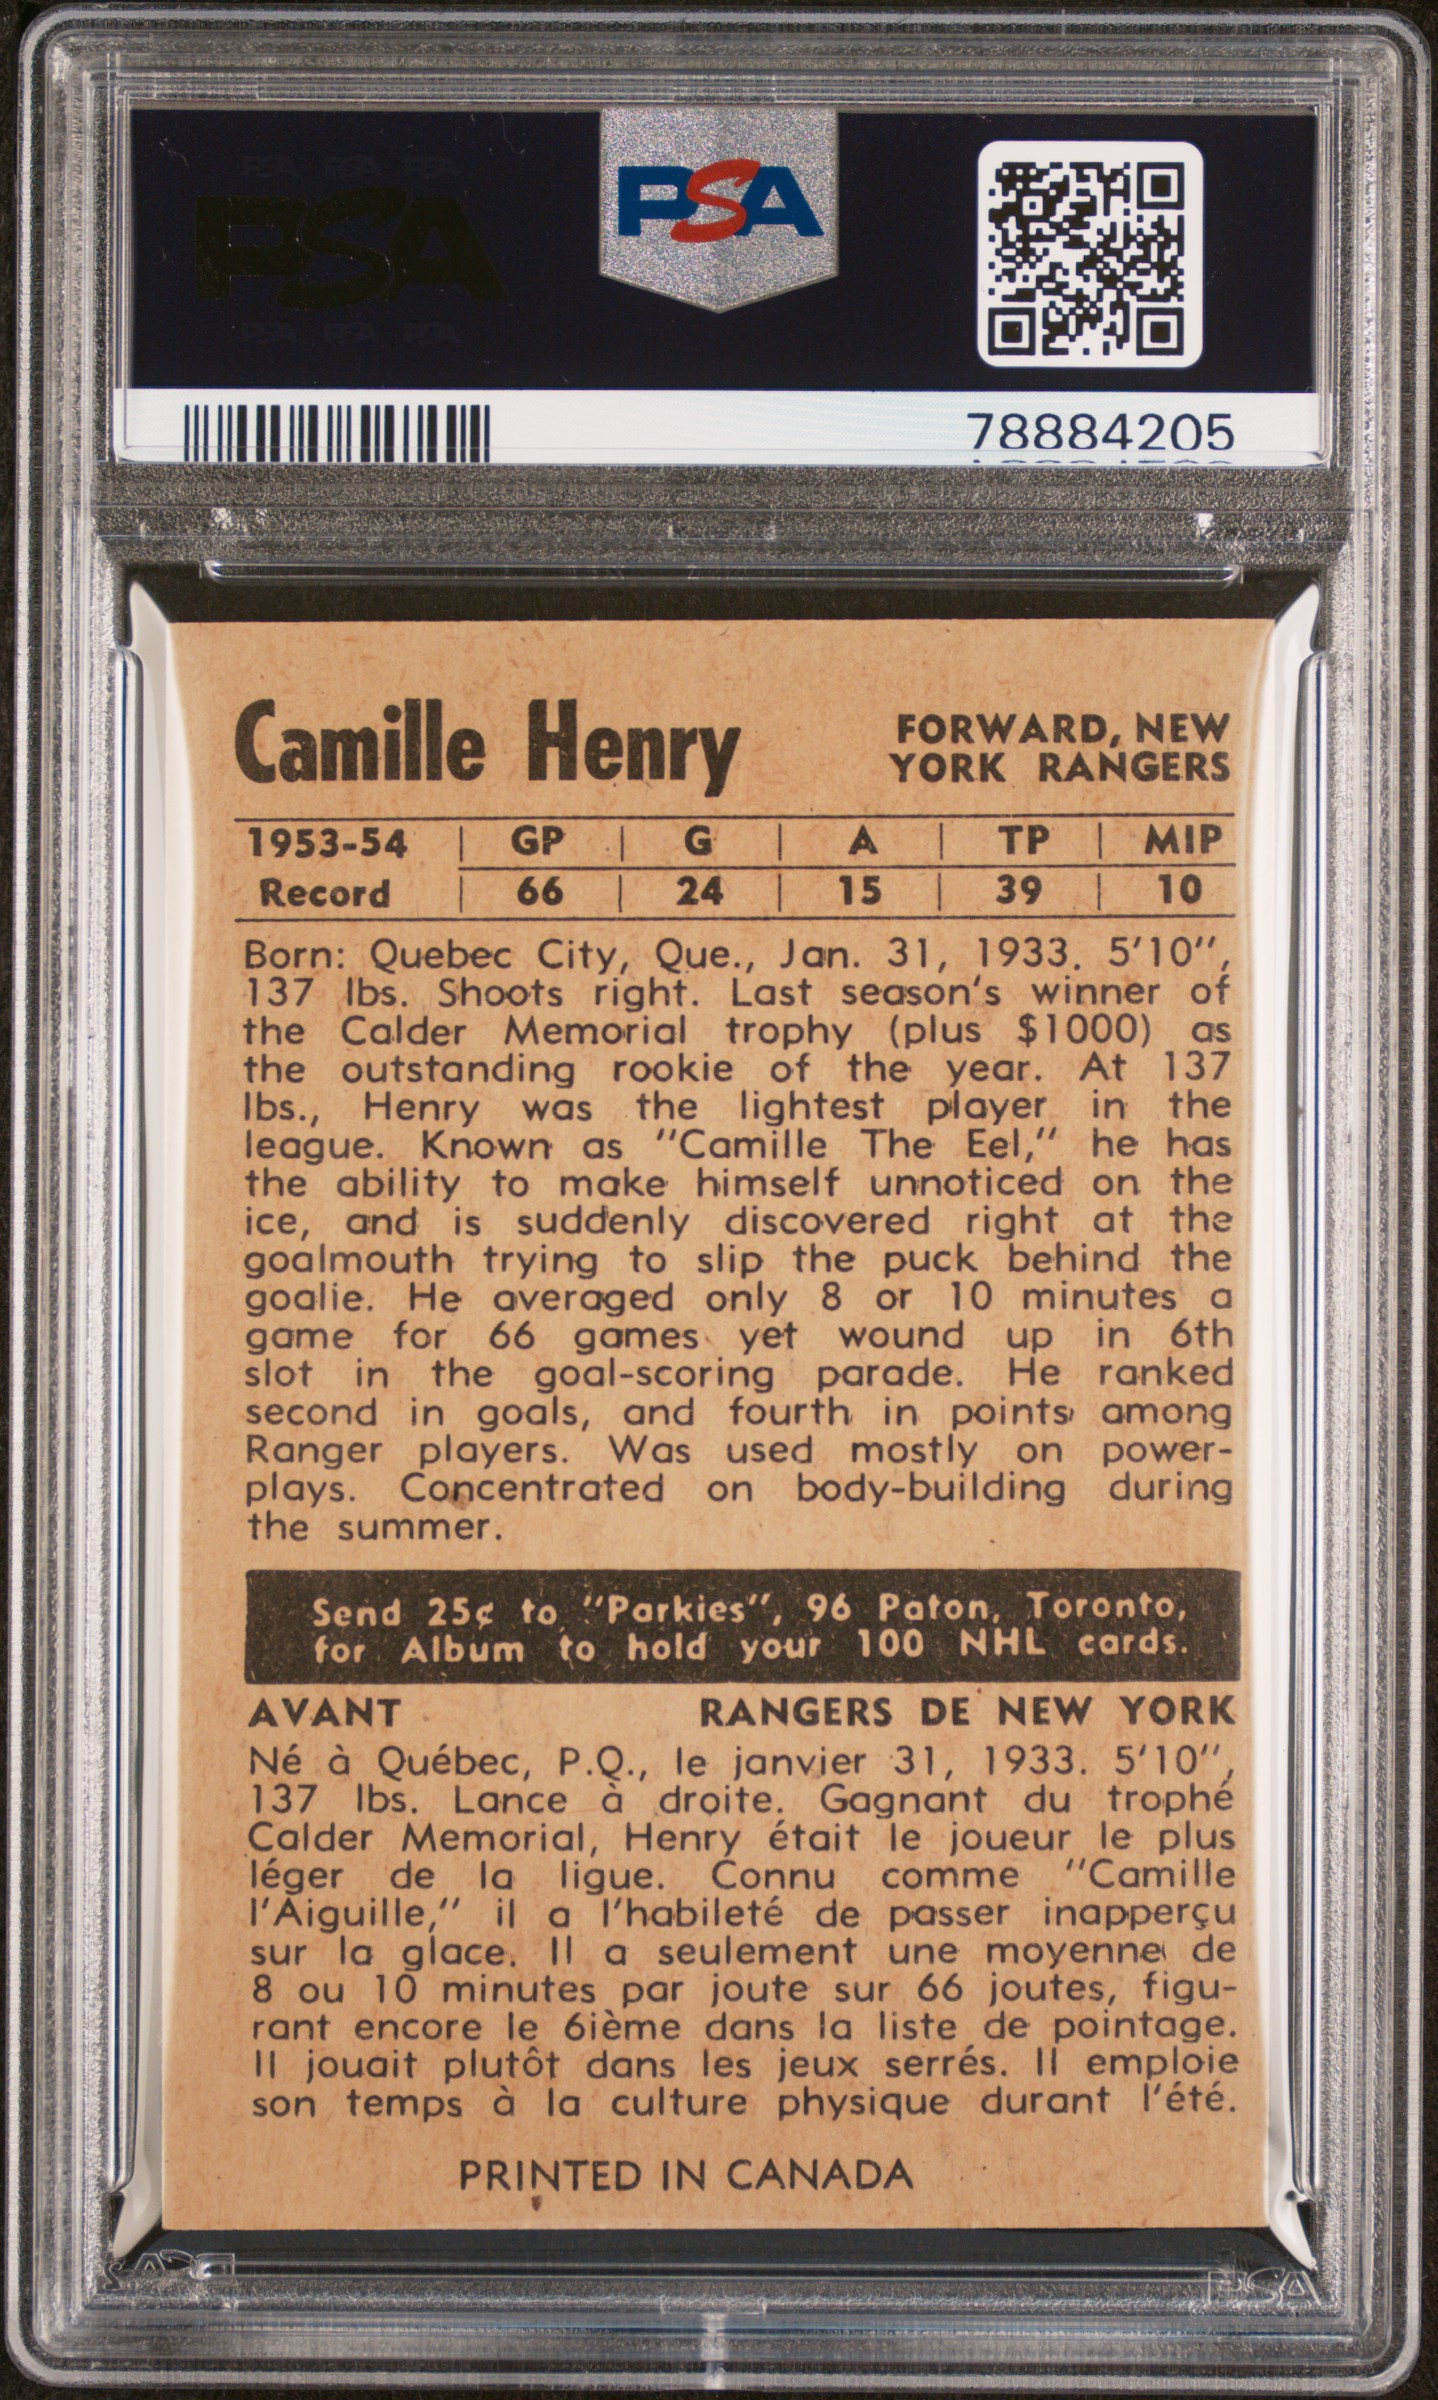 PSA
PSA
78884205
Camille Henry
FORWARD, NEW
YORK RANGERS
1953-54 | GP | G | A | TP | MIP
Record | 66 | 24 | 15 | 39 | 10
Born: Quebec City, Que., Jan. 31, 1933. 5'10",
137 lbs. Shoots right. Last season's winner of
the Calder Memorial trophy (plus $1000) as
the outstanding rookie of the year. At 137
lbs., Henry was the lightest player in the
league. Known as "Camille The Eel," he has
the ability to make himself unnoticed on the
ice, and is suddenly discovered right at the
goalmouth trying to slip the puck behind the
goalie. He averaged only 8 or 10 minutes a
game for 66 games yet wound up in 6th
slot in the goal-scoring parade. He ranked
second in goals, and fourth in points among
Ranger players. Was used mostly on power-
plays. Concentrated on body-building during
the summer.
Send 25¢ to "Parkies", 96 Paton, Toronto,
for Album to hold your 100 NHL cards.
AVANT RANGERS DE NEW YORK
Né à Québec, P.Q., le janvier 31, 1933. 5'10",
137 lbs. Lance à droite. Gagnant du trophé
Calder Memorial, Henry était le joueur le plus
léger de la ligue. Connu comme "Camille
l'Aiguille," il a l'habileté de passer inapperçu
sur la glace. Il a seulement une moyenne de
8 ou 10 minutes par joute sur 66 joutes, figu-
rant encore le 6ième dans la liste de pointage.
Il jouait plutôt dans les jeux serrés. Il emploie
son temps à la culture physique durant l'été.
PRINTED IN CANADA
PSA